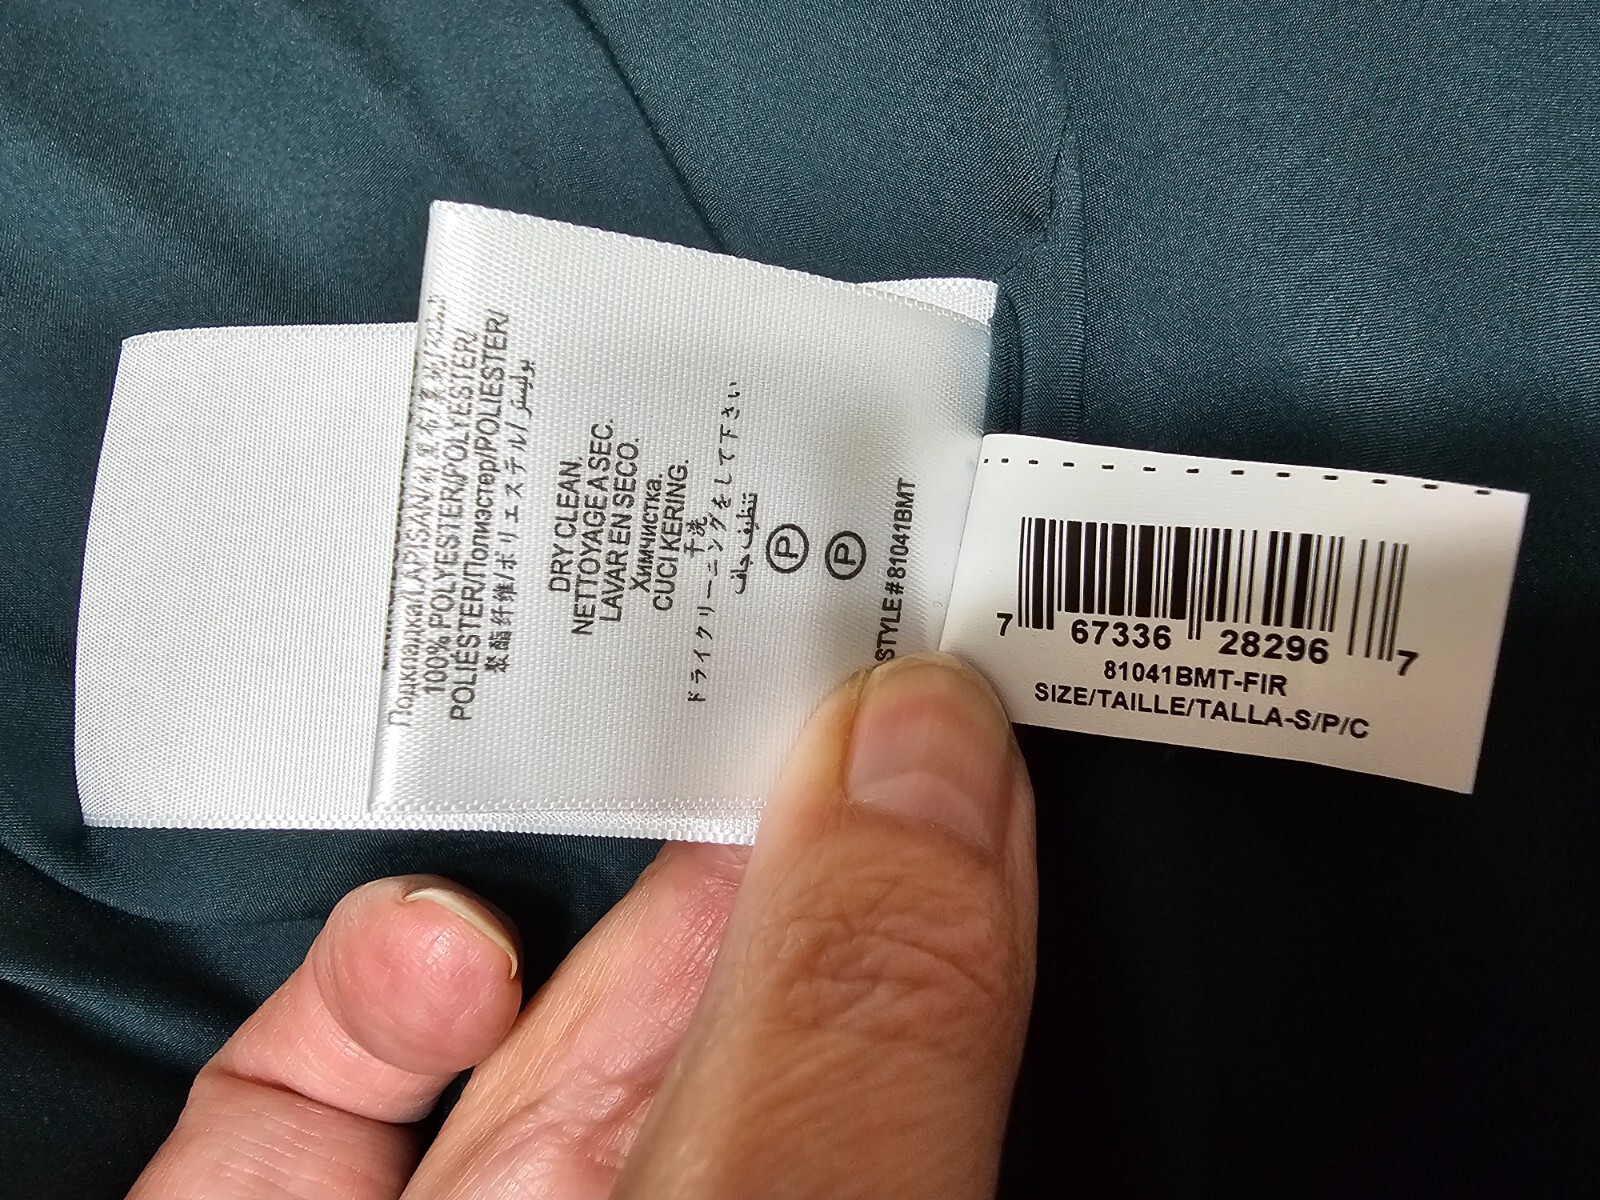 Подкладка/LAPISAN/
100% POLYESTER/POLYESTER/
POLIÉSTER/Полиэстер/POLIESTER/
聚酯纤维/ポリエステル/بوليستر
DRY CLEAN.
NETTOYAGE A SEC.
LAVAR EN SECO.
Химчистка.
CUCI KERING.
干洗
ドライクリーニングをして下さい
تنظيف جاف
P
P
STYLE#81041BMT
7 67336 28296 7
81041BMT-FIR
SIZE/TAILLE/TALLA-S/P/C